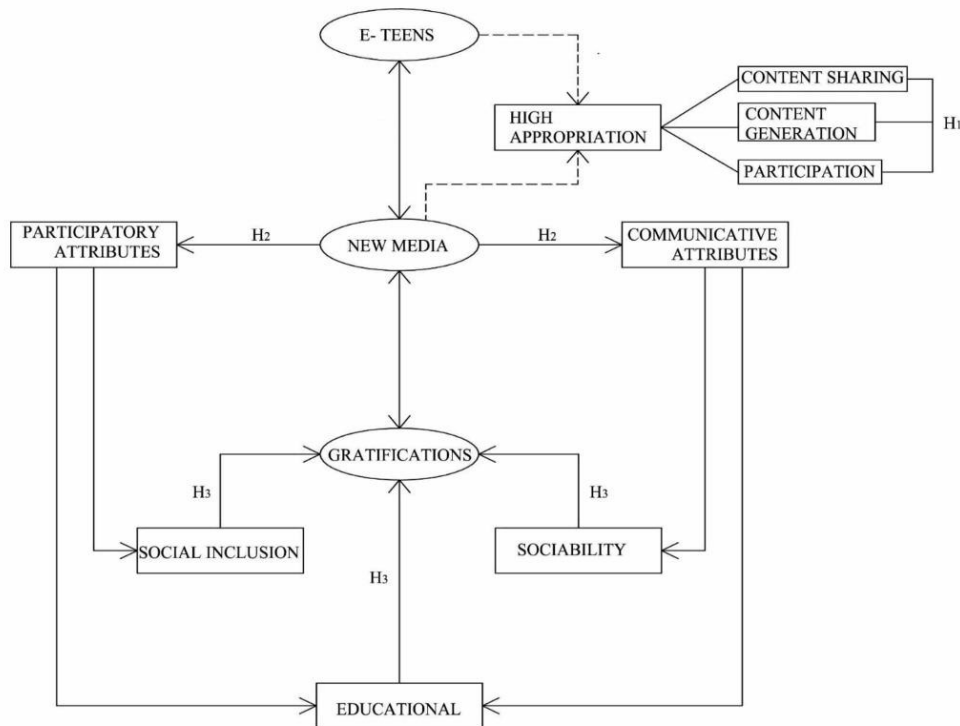 E- TEENS
CONTENT SHARING
HIGH
APPROPRIATION
CONTENT
GENERATION
H1
PARTICIPATION
PARTICIPATORY
ATTRIBUTES
H2
NEW MEDIA
H2
COMMUNICATIVE
ATTRIBUTES
GRATIFICATIONS
H3
H3
SOCIAL INCLUSION
SOCIABILITY
H3
EDUCATIONAL